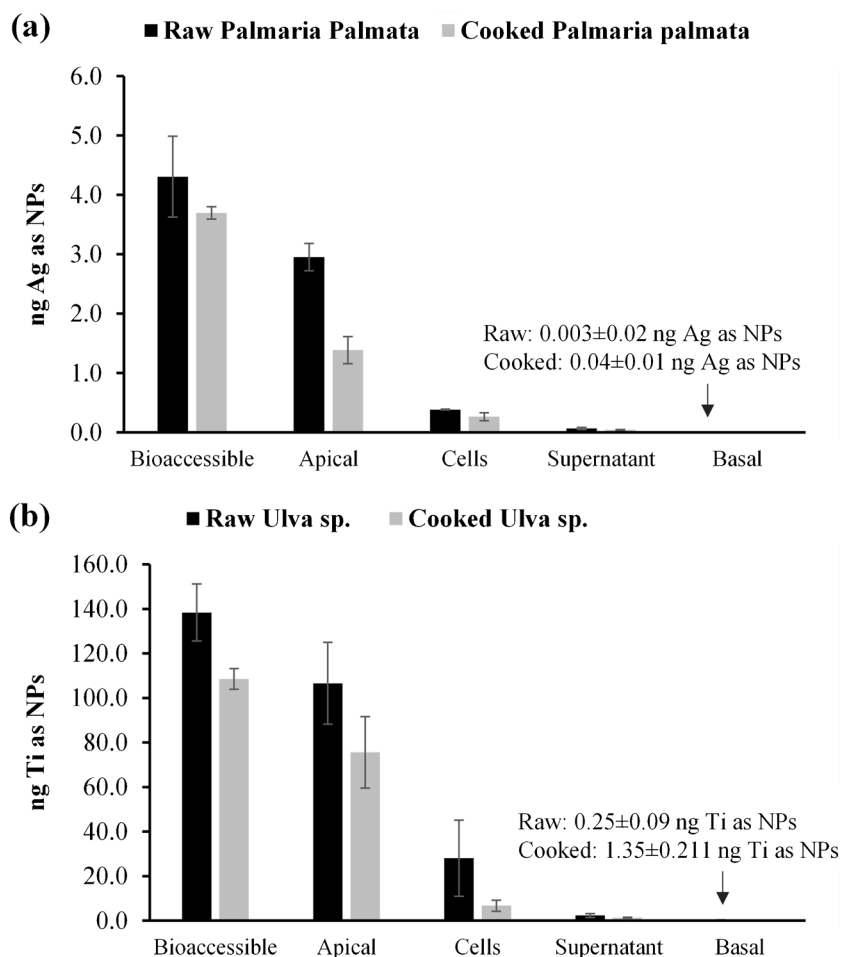 (a)
Raw Palmaria Palmata Cooked Palmaria palmata
ng Ag as NPs
6.0
5.0
4.0
3.0
2.0
1.0
0.0
Raw: 0.003±0.02 ng Ag as NPs
Cooked: 0.04±0.01 ng Ag as NPs
Bioaccessible Apical Cells Supernatant Basal
(b)
Raw Ulva sp. Cooked Ulva sp.
ng Ti as NPs
160.0
140.0
120.0
100.0
80.0
60.0
40.0
20.0
0.0
Raw: 0.25±0.09 ng Ti as NPs
Cooked: 1.35±0.211 ng Ti as NPs
Bioaccessible Apical Cells Supernatant Basal